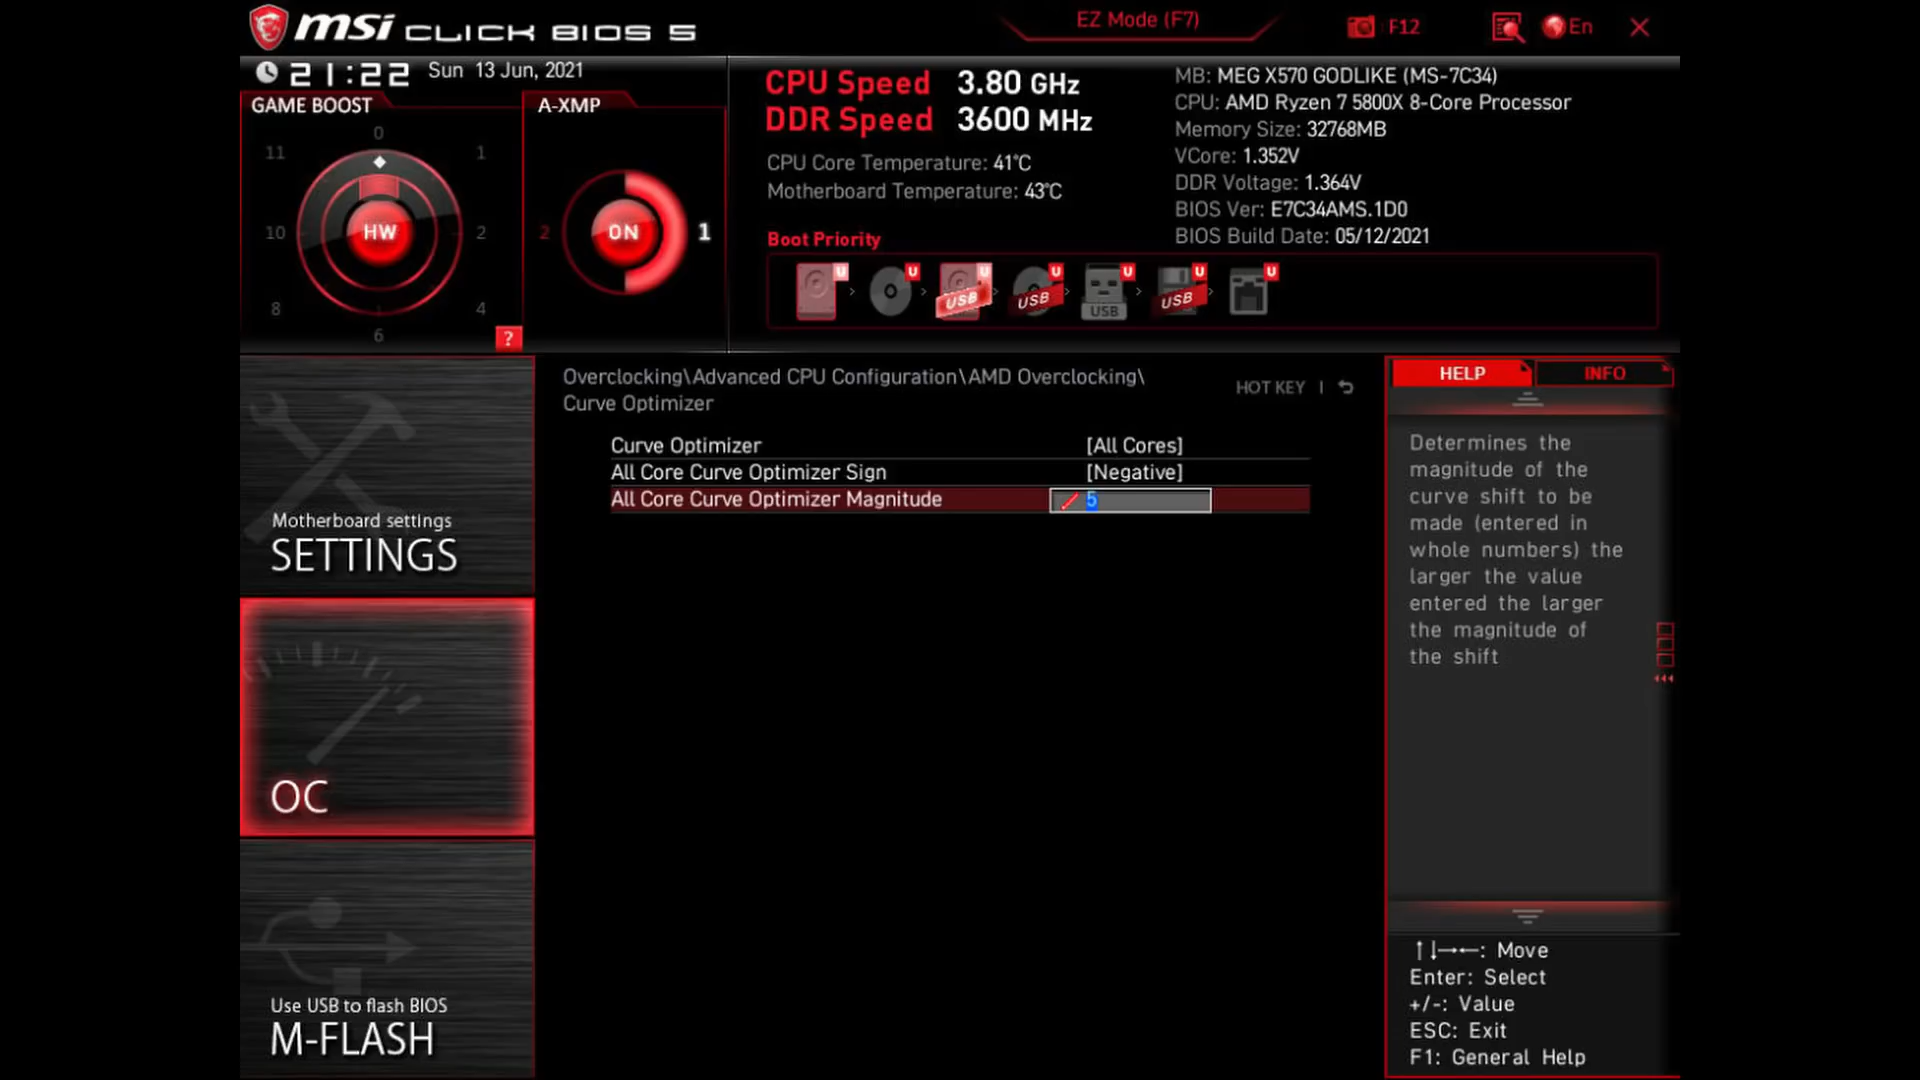 msi CLICK BIOS 5
EZ Mode (F7)
F12
En
21:22 Sun 13 Jun, 2021
GAME BOOST
0
11
1
HW
10
2
8
4
6
?
A-XMP
2
ON
1
CPU Speed 3.80 GHz
DDR Speed 3600 MHz
CPU Core Temperature: 41°C
Motherboard Temperature: 43°C
MB: MEG X570 GODLIKE (MS-7C34)
CPU: AMD Ryzen 7 5800X 8-Core Processor
Memory Size: 32768MB
VCore: 1.352V
DDR Voltage: 1.364V
BIOS Ver: E7C34AMS.1D0
BIOS Build Date: 05/12/2021
Boot Priority
U U U U U U U
USB USB USB USB
Motherboard settings
SETTINGS
OC
Use USB to flash BIOS
M-FLASH
Overclocking\Advanced CPU Configuration\AMD Overclocking\
Curve Optimizer
HOT KEY |
Curve Optimizer [All Cores]
All Core Curve Optimizer Sign [Negative]
All Core Curve Optimizer Magnitude 5
HELP
INFO
Determines the
magnitude of the
curve shift to be
made (entered in
whole numbers) the
larger the value
entered the larger
the magnitude of
the shift
↑↓→←: Move
Enter: Select
+/-: Value
ESC: Exit
F1: General Help